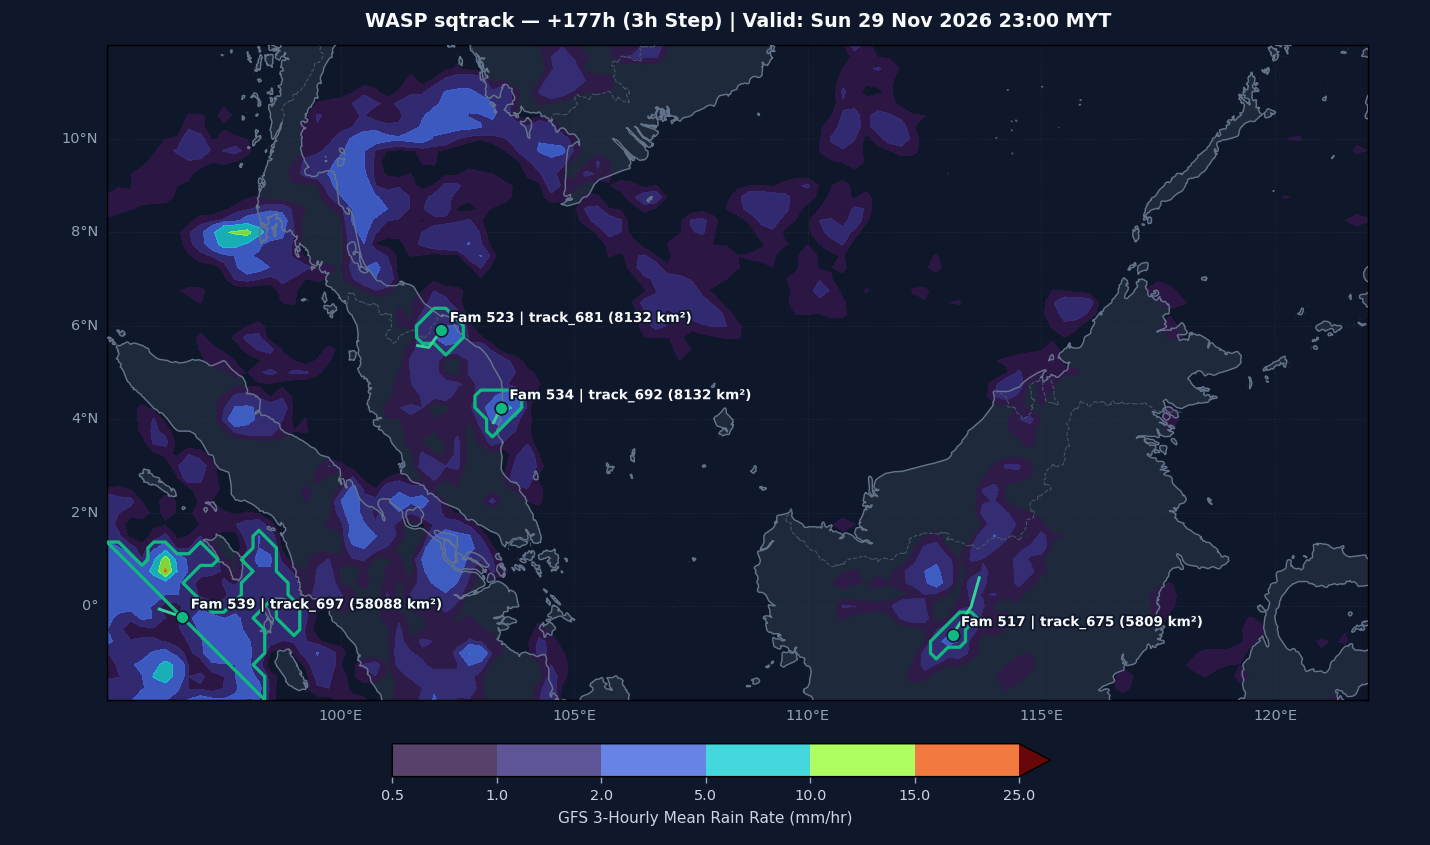 WASP sqtrack — +177h (3h Step) | Valid: Sun 29 Nov 2026 23:00 MYT
10°N
8°N
6°N
4°N
2°N
0°
Fam 523 | track_681 (8132 km²)
Fam 534 | track_692 (8132 km²)
Fam 539 | track_697 (58088 km²)
Fam 517 | track_675 (5809 km²)
100°E
105°E
110°E
115°E
120°E
0.5
1.0
2.0
5.0
10.0
15.0
25.0
GFS 3-Hourly Mean Rain Rate (mm/hr)